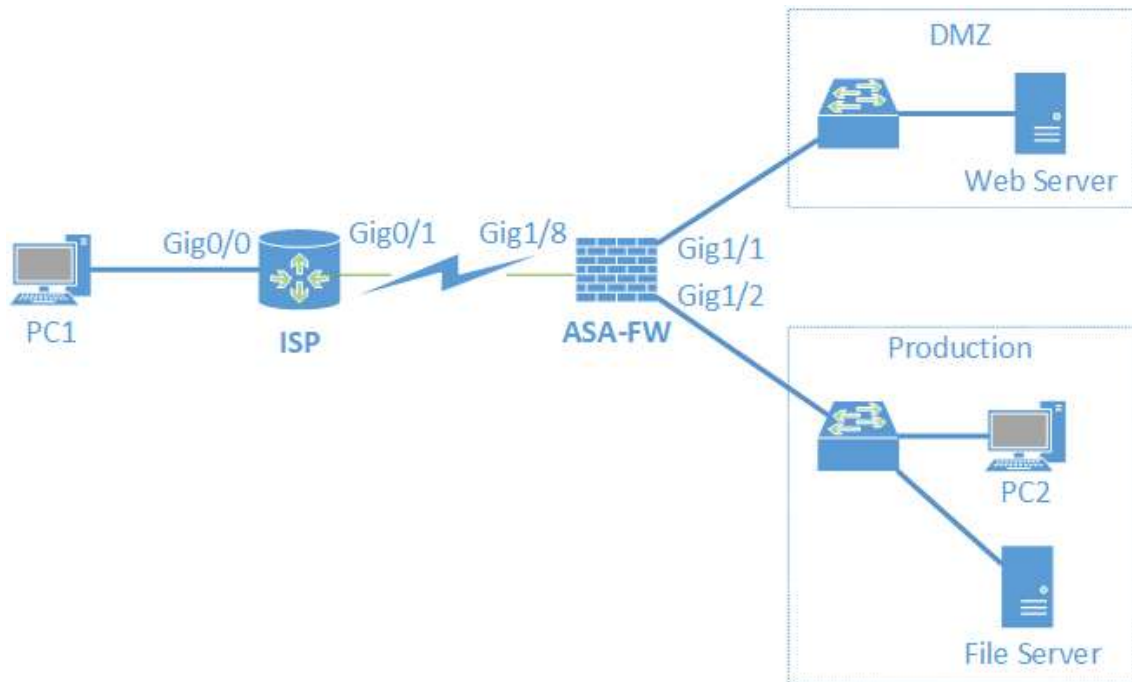 DMZ
Web Server
Gig0/0
Gig0/1
Gig1/8
Gig1/1
Gig1/2
PC1
ISP
ASA-FW
Production
PC2
File Server